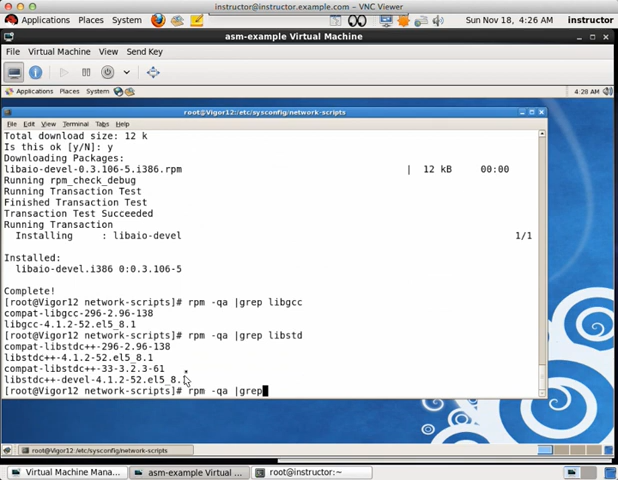 instructor@instructor.example.com – VNC Viewer
Applications Places System Sun Nov 18, 4:26 AM instructor
asm-example Virtual Machine
File Virtual Machine View Send Key
Applications Places System 4:28 AM
root@Vigor12:/etc/sysconfig/network-scripts
File Edit View Terminal Tabs Help
Total download size: 12 k
Is this ok [y/N]: y
Downloading Packages:
libaio-devel-0.3.106-5.i386.rpm | 12 kB 00:00
Running rpm_check_debug
Running Transaction Test
Finished Transaction Test
Transaction Test Succeeded
Running Transaction
Installing : libaio-devel 1/1
Installed:
libaio-devel.i386 0:0.3.106-5
Complete!
[root@Vigor12 network-scripts]# rpm -qa |grep libgcc
compat-libgcc-296-2.96-138
libgcc-4.1.2-52.el5_8.1
[root@Vigor12 network-scripts]# rpm -qa |grep libstd
compat-libstdc++-296-2.96-138
libstdc++-4.1.2-52.el5_8.1
compat-libstdc++-33-3.2.3-61
libstdc++-devel-4.1.2-52.el5_8.1
[root@Vigor12 network-scripts]# rpm -qa |grep
root@Vigor12:/etc/sysconfig/network-scripts
Virtual Machine Mana... asm-example Virtual ... root@instructor:~